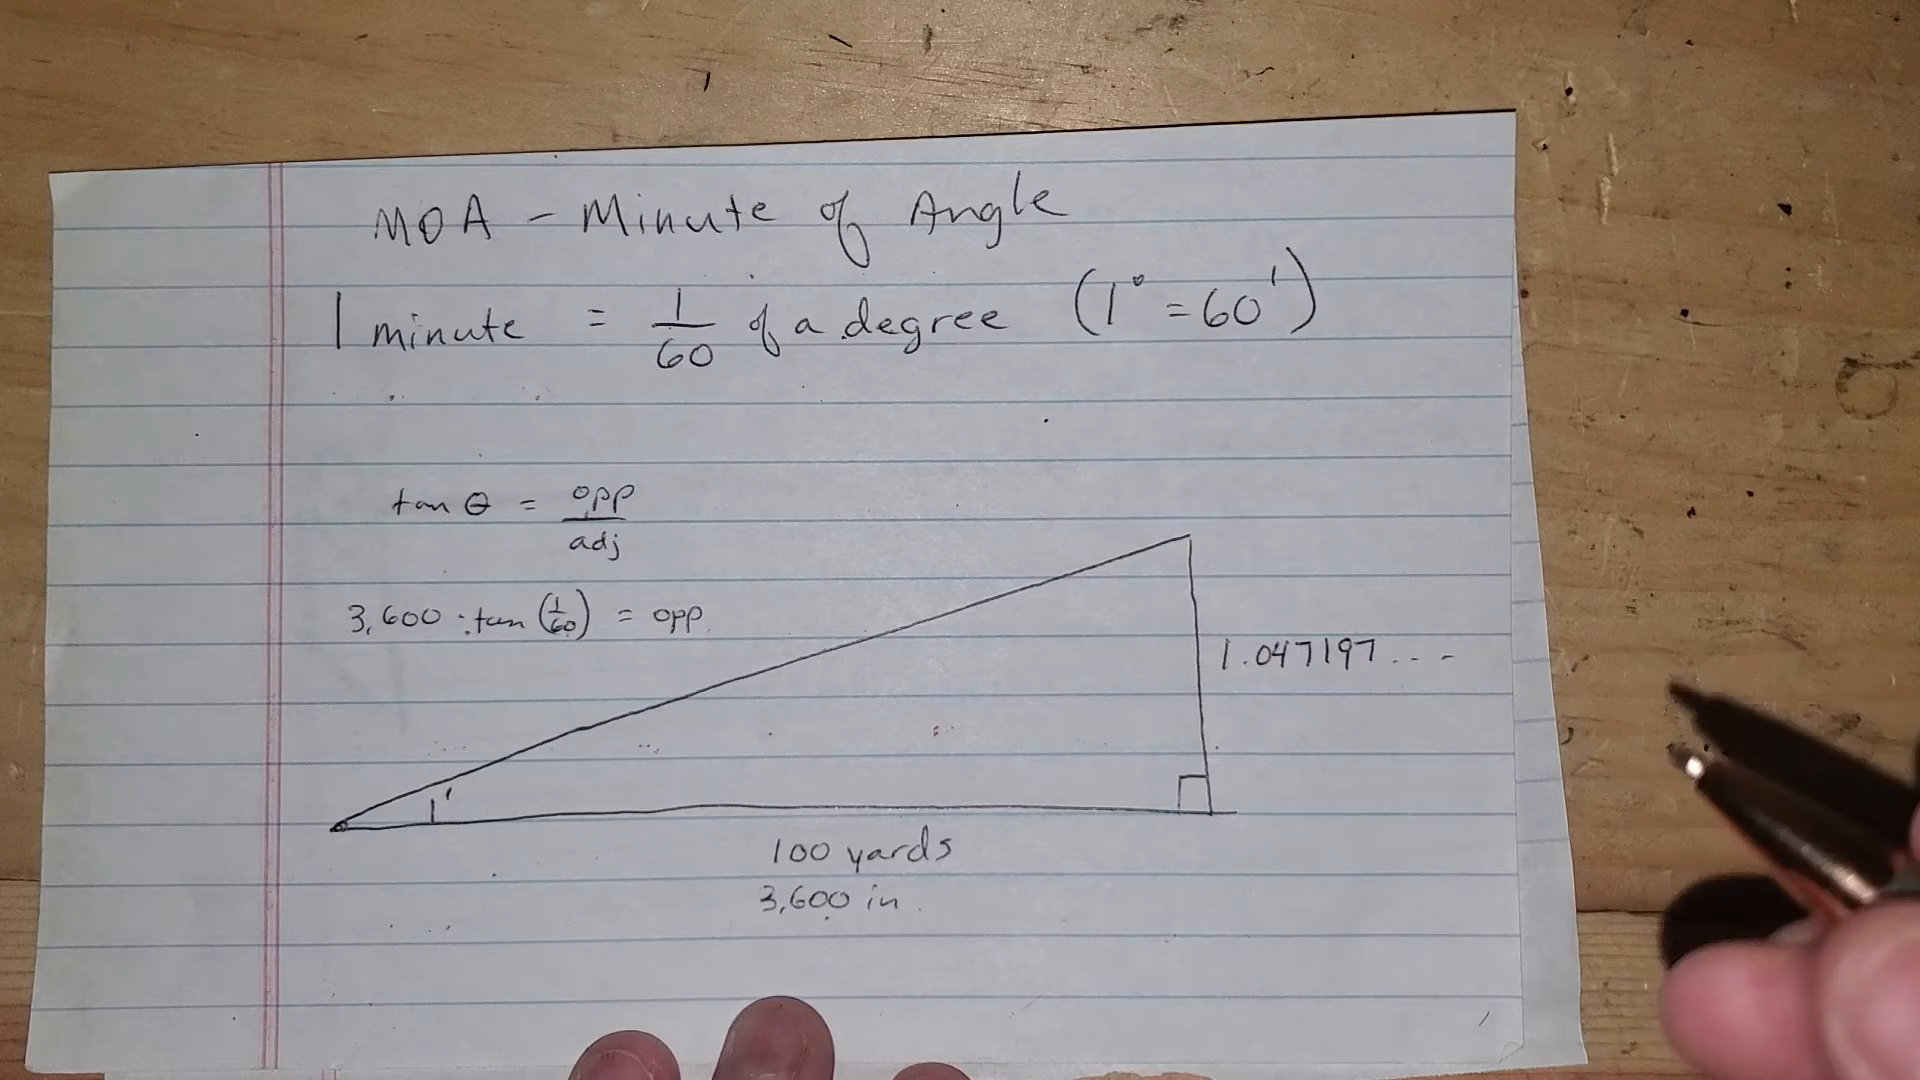 MOA - Minute of Angle
1 minute = 1/60 of a degree (1° = 60')
tan θ = opp/adj
3,600 · tan (1/60) = opp.
1.047197...-
1'
100 yards
3,600 in.